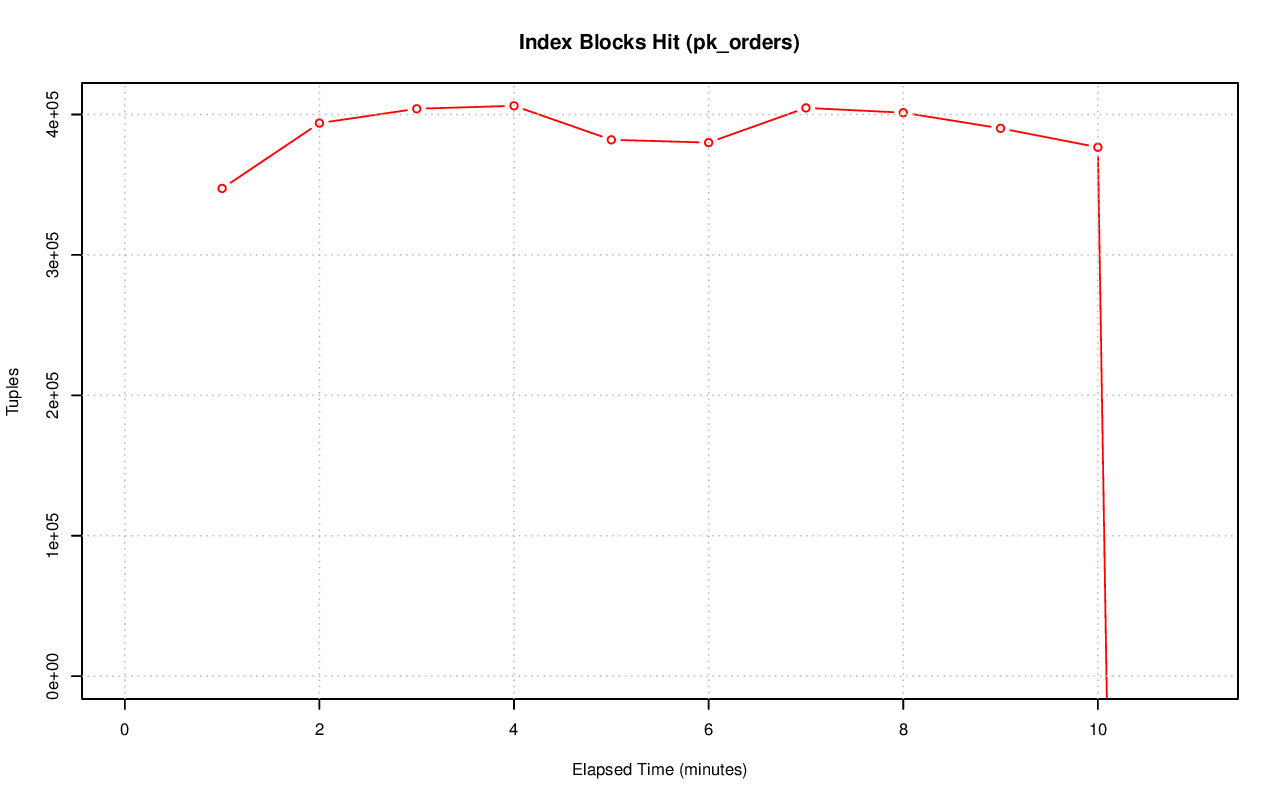 Index Blocks Hit (pk_orders)
Tuples
4e+05
3e+05
2e+05
1e+05
0e+00
0 2 4 6 8 10
Elapsed Time (minutes)